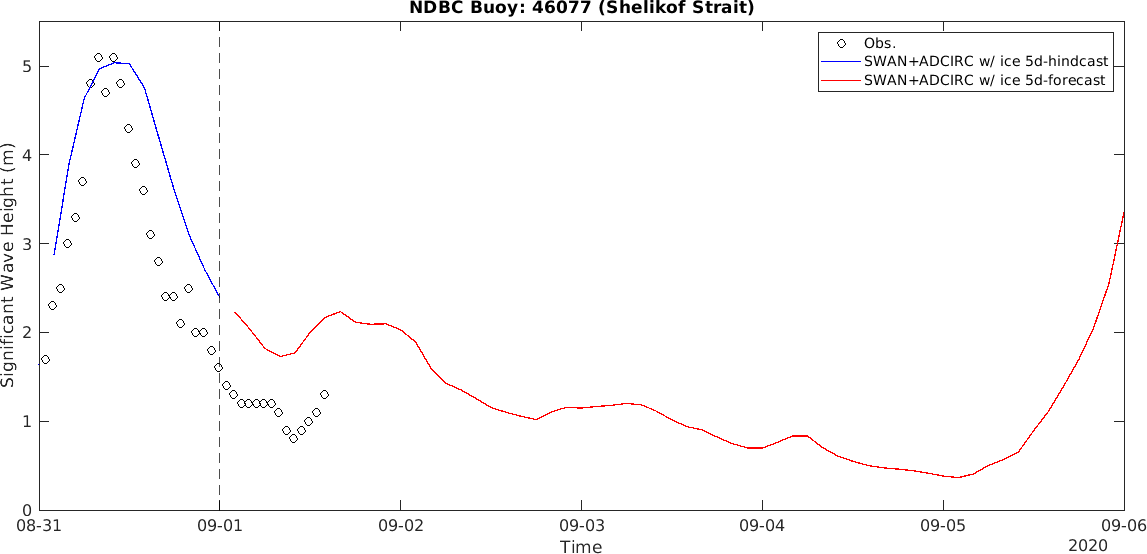 NDBC Buoy: 46077 (Shelikof Strait)
Obs.
SWAN+ADCIRC w/ ice 5d-hindcast
SWAN+ADCIRC w/ ice 5d-forecast
Significant Wave Height (m)
5
4
3
2
1
0
08-31 09-01 09-02 09-03 09-04 09-05 09-06
Time
2020